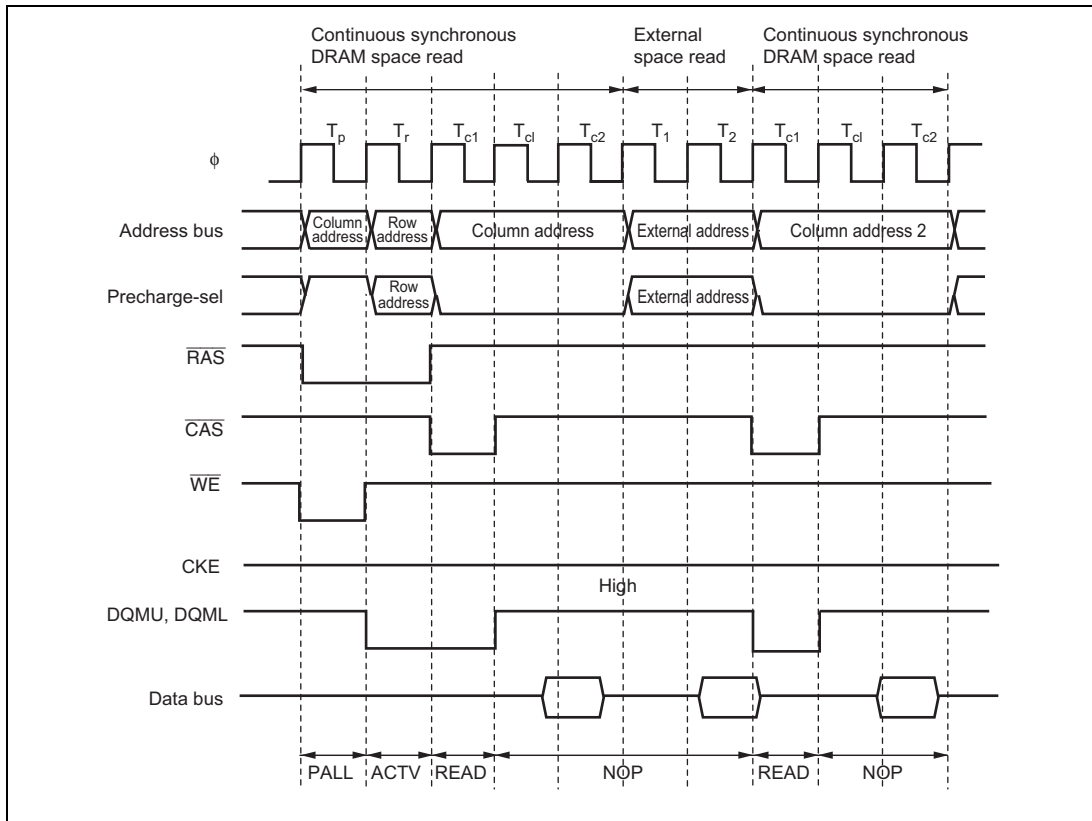 Continuous synchronous
DRAM space read
External
space read
Continuous synchronous
DRAM space read
Tp Tr Tc1 Tcl Tc2 T1 T2 Tc1 Tcl Tc2
ϕ
Address bus
Column
address
Row
address
Column address
External address
Column address 2
Precharge-sel
Row
address
External address
RAS
CAS
WE
CKE
High
DQMU, DQML
Data bus
PALL ACTV READ NOP READ NOP